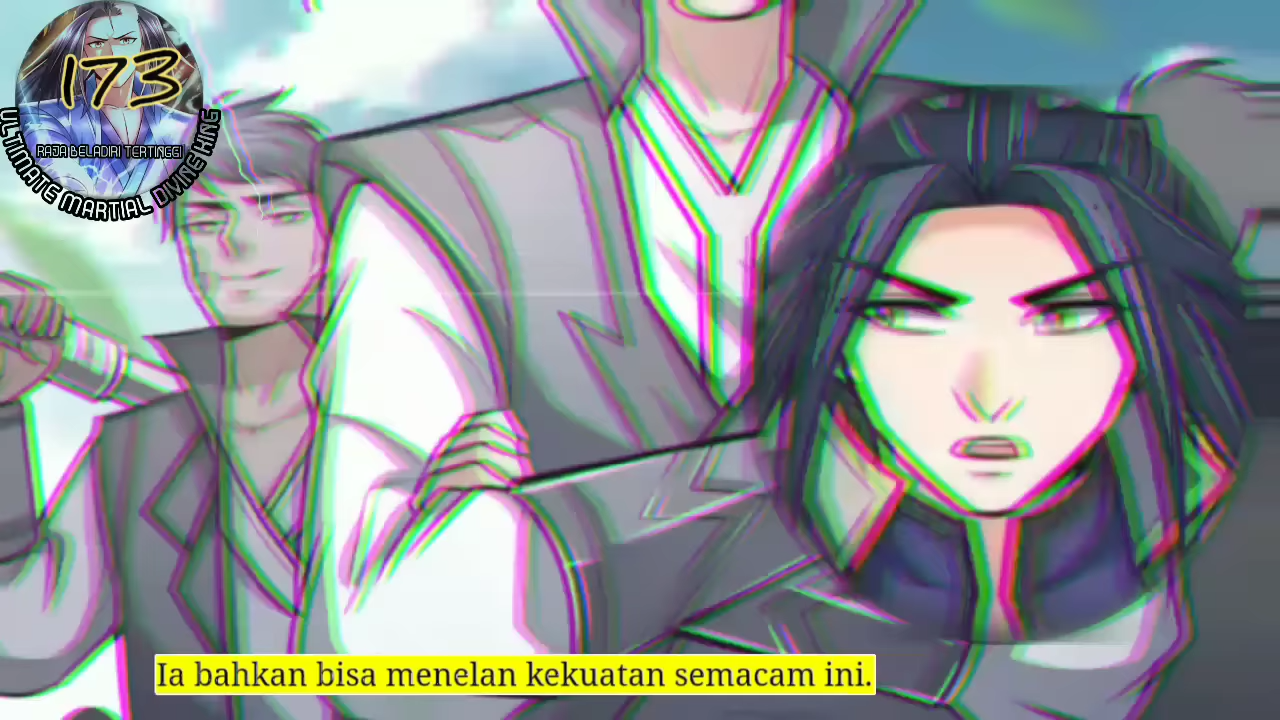 173
RAJA BELADIRI TERTINGGI
ULTIMATE MARTIAL DIVINE KING
Ia bahkan bisa menelan kekuatan semacam ini.